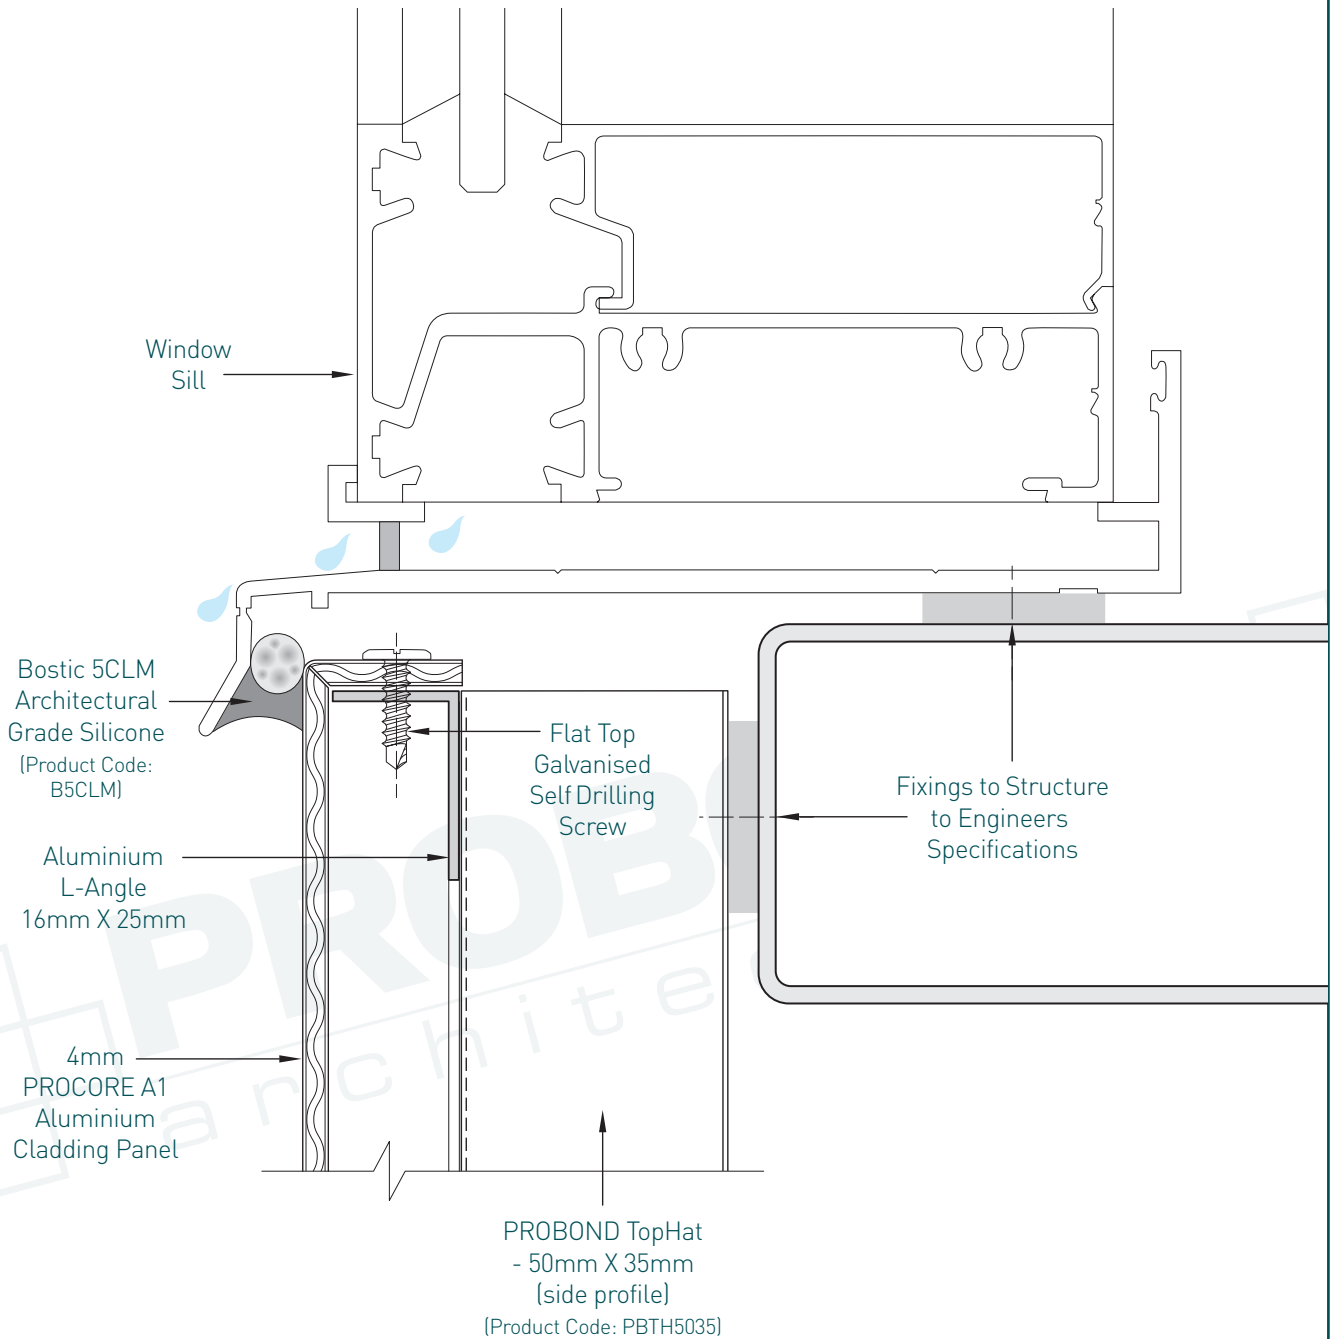 Window
Sill
Bostic 5CLM
Architectural
Grade Silicone
(Product Code:
B5CLM)
Flat Top
Galvanised
Self Drilling
Screw
Fixings to Structure
to Engineers
Specifications
Aluminium
L-Angle
16mm X 25mm
4mm
PROCORE A1
Aluminium
Cladding Panel
PROBOND TopHat
- 50mm X 35mm
(side profile)
(Product Code: PBTH5035)